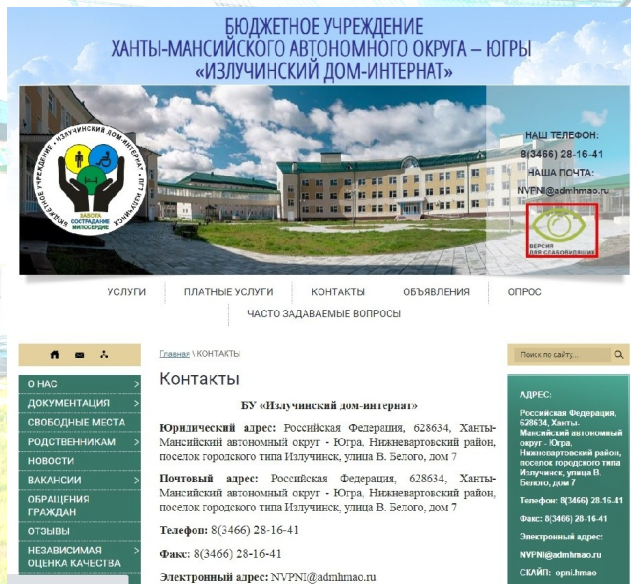 БЮДЖЕТНОЕ УЧРЕЖДЕНИЕ
ХАНТЫ-МАНСИЙСКОГО АВТОНОМНОГО ОКРУГА – ЮГРЫ
«ИЗЛУЧИНСКИЙ ДОМ-ИНТЕРНАТ»
БЮДЖЕТНОЕ УЧРЕЖДЕНИЕ • ИЗЛУЧИНСКИЙ ДОМ-ИНТЕРНАТ • ПГТ ИЗЛУЧИНСК
ЗАБОТА
СОСТРАДАНИЕ
МИЛОСЕРДИЕ
НАШ ТЕЛЕФОН:
8(3466) 28-16-41
НАША ПОЧТА:
NVPNI@admhmao.ru
ВЕРСИЯ
ДЛЯ СЛАБОВИДЯЩИХ
УСЛУГИ
ПЛАТНЫЕ УСЛУГИ
КОНТАКТЫ
ОБЪЯВЛЕНИЯ
ОПРОС
ЧАСТО ЗАДАВАЕМЫЕ ВОПРОСЫ
О НАС >
ДОКУМЕНТАЦИЯ >
СВОБОДНЫЕ МЕСТА
РОДСТВЕННИКАМ >
НОВОСТИ
ВАКАНСИИ >
ОБРАЩЕНИЯ
ГРАЖДАН
ОТЗЫВЫ
НЕЗАВИСИМАЯ >
ОЦЕНКА КАЧЕСТВА
Главная \ КОНТАКТЫ
Контакты
БУ «Излучинский дом-интернат»
Юридический адрес: Российская Федерация, 628634, Ханты-
Мансийский автономный округ - Югра, Нижневартовский район,
поселок городского типа Излучинск, улица В. Белого, дом 7
Почтовый адрес: Российская Федерация, 628634, Ханты-
Мансийский автономный округ - Югра, Нижневартовский район,
поселок городского типа Излучинск, улица В. Белого, дом 7
Телефон: 8(3466) 28-16-41
Факс: 8(3466) 28-16-41
Электронный адрес: NVPNI@admhmao.ru
Поиск по сайту...
АДРЕС:
Российская Федерация,
628634, Ханты-
Мансийский автономный
округ - Югра,
Нижневартовский район,
поселок городского типа
Излучинск, улица В.
Белого, дом 7
Телефон: 8(3466) 28-16-41
Факс: 8(3466) 28-16-41
Электронный адрес:
NVPNI@admhmao.ru
СКАЙП: opni.hmao